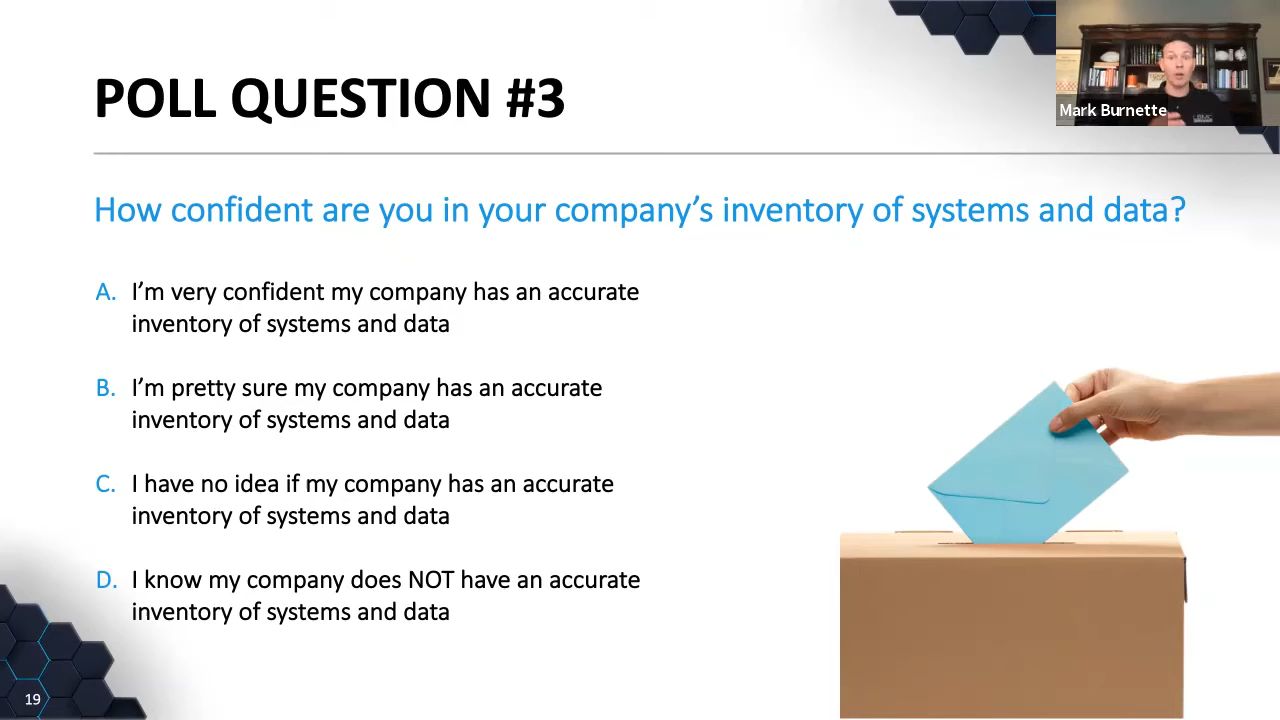 POLL QUESTION #3
Mark Burnette
How confident are you in your company's inventory of systems and data?
A. I'm very confident my company has an accurate
inventory of systems and data
B. I'm pretty sure my company has an accurate
inventory of systems and data
C. I have no idea if my company has an accurate
inventory of systems and data
D. I know my company does NOT have an accurate
inventory of systems and data
19